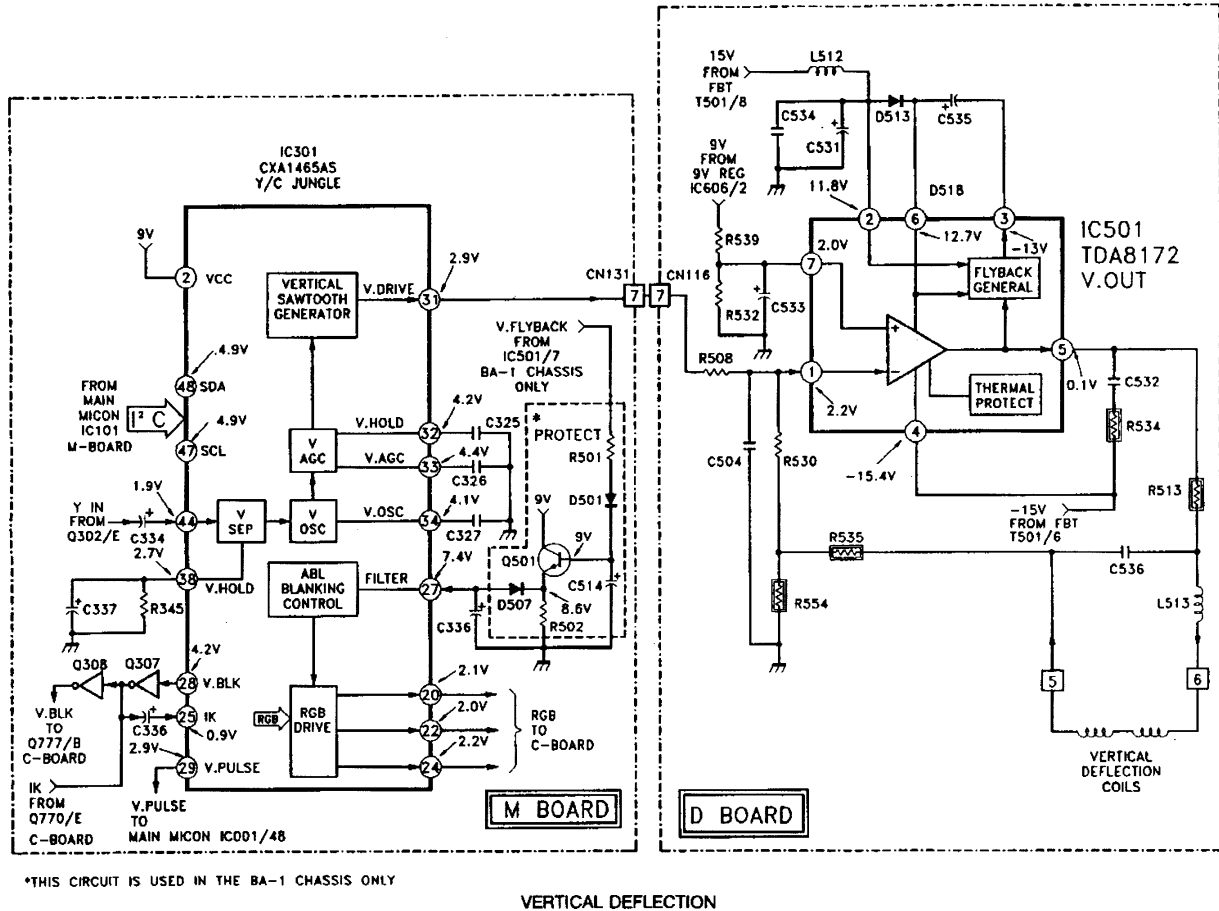 IC301
CXA1465AS
Y/C JUNGLE
9V
2
VCC
VERTICAL
SAWTOOTH
GENERATOR
V.DRIVE
2.9V
31
CN131
7
.4.9V
48
SDA
FROM
MAIN
MICON
IC101
M-BOARD
I² C
4.9V
47
SCL
V
AGC
V.HOLD
4.2V
32
C325
V.AGC
4.4V
33
C326
1.9V
Y IN
FROM
Q302/E
C334
+
44
V
SEP
V
OSC
V.OSC
4.1V
34
C327
2.7V
38
V.HOLD
C337
+
R345
ABL
BLANKING
CONTROL
FILTER
7.4V
27
C336
+
V.FLYBACK
FROM
IC501/7
BA-1 CHASSIS
ONLY
*
PROTECT
R501
D501
9V
Q501
9V
C514
+
D507
8.6V
R502
4.2V
Q308
Q307
28
V.BLK
V.BLK
TO
Q777/B
C-BOARD
C336
+
25
IK
0.9V
2.9V
29
V.PULSE
IK
FROM
Q770/E
C-BOARD
V.PULSE
TO
MAIN MICON IC001/48
RGB
RGB
DRIVE
2.1V
20
2.0V
22
2.2V
24
RGB
TO
C-BOARD
M BOARD
15V
FROM
FBT
T501/8
L512
C534
+
C531
D513
+
C535
9V
FROM
9V REG
IC606/2
11.8V
D518
2
6
3
12.7V
-13V
IC501
TDA8172
V.OUT
FLYBACK
GENERAL
R539
2.0V
7
R532
+
C533
CN116
7
R508
1
2.2V
+
−
THERMAL
PROTECT
5
0.1V
4
-15.4V
C532
R534
C504
R530
R513
-15V
FROM FBT
T501/6
R535
C536
R554
L513
5
6
VERTICAL
DEFLECTION
COILS
D BOARD
*THIS CIRCUIT IS USED IN THE BA-1 CHASSIS ONLY
VERTICAL DEFLECTION